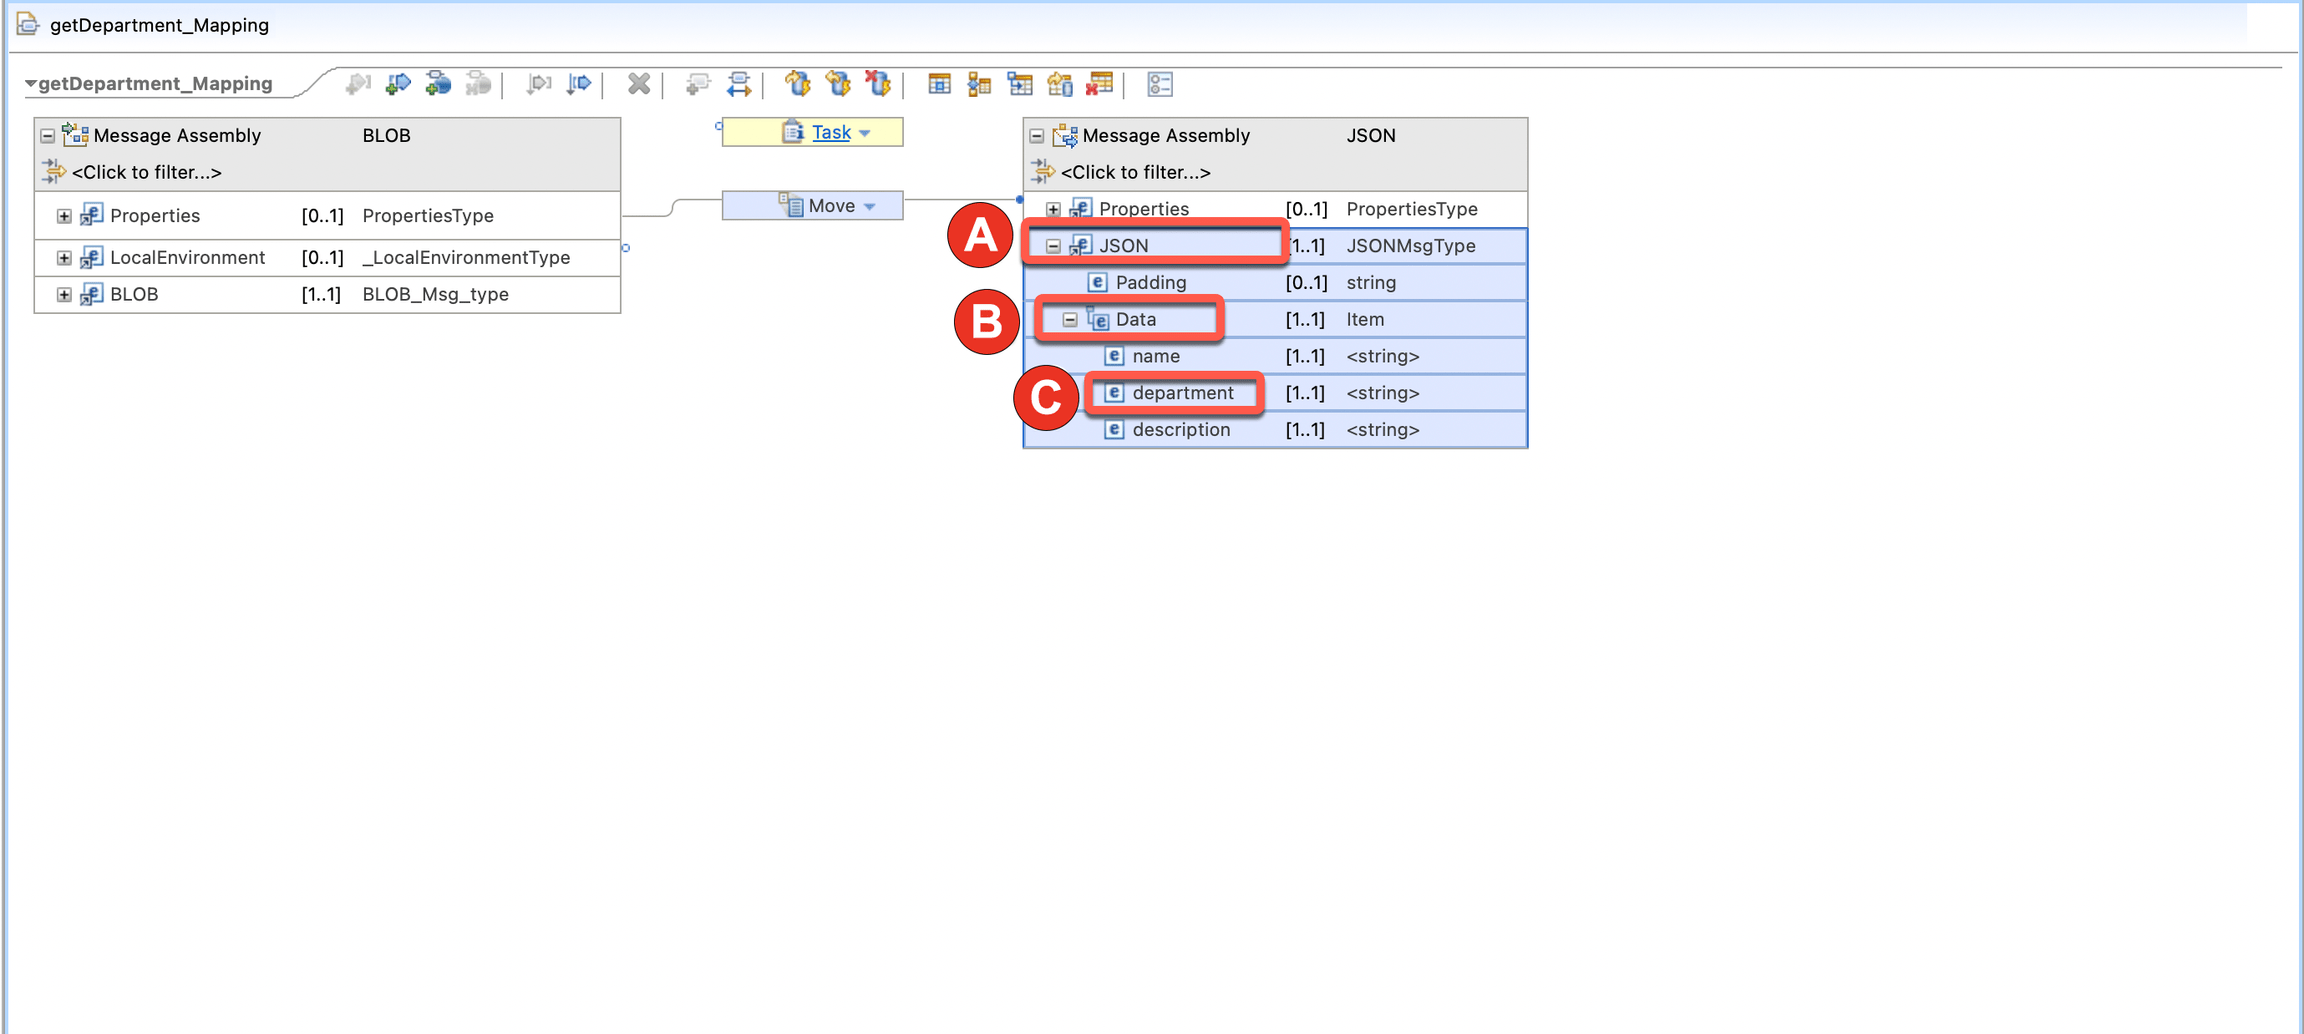 getDepartment_Mapping
getDepartment_Mapping
Message Assembly BLOB
<Click to filter...>
Properties [0..1] PropertiesType
LocalEnvironment [0..1] _LocalEnvironmentType
BLOB [1..1] BLOB_Msg_type
Task
Move
Message Assembly JSON
<Click to filter...>
Properties [0..1] PropertiesType
A JSON [1..1] JSONMsgType
Padding [0..1] string
B Data [1..1] Item
name [1..1] <string>
C department [1..1] <string>
description [1..1] <string>